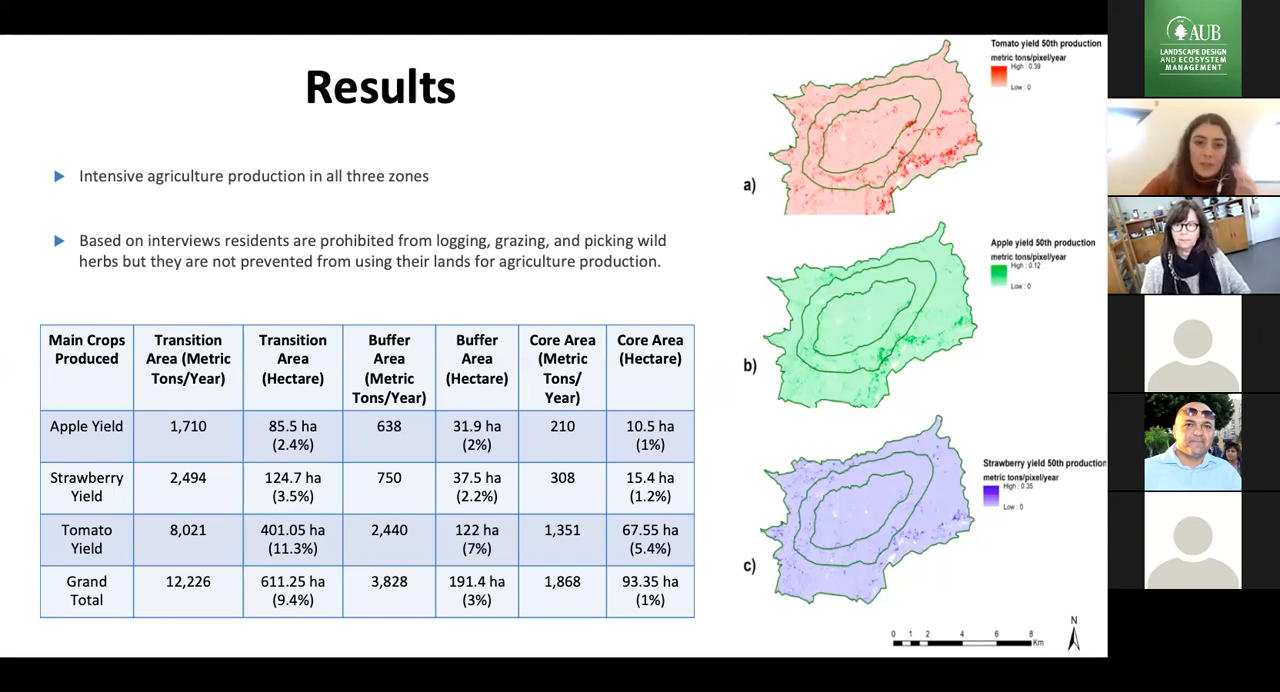 Results
Intensive agriculture production in all three zones
Based on interviews residents are prohibited from logging, grazing, and picking wild
herbs but they are not prevented from using their lands for agriculture production.
Main Crops Produced | Transition Area (Metric Tons/Year) | Transition Area (Hectare) | Buffer Area (Metric Tons/Year) | Buffer Area (Hectare) | Core Area (Metric Tons/ Year) | Core Area (Hectare)
Apple Yield | 1,710 | 85.5 ha (2.4%) | 638 | 31.9 ha (2%) | 210 | 10.5 ha (1%)
Strawberry Yield | 2,494 | 124.7 ha (3.5%) | 750 | 37.5 ha (2.2%) | 308 | 15.4 ha (1.2%)
Tomato Yield | 8,021 | 401.05 ha (11.3%) | 2,440 | 122 ha (7%) | 1,351 | 67.55 ha (5.4%)
Grand Total | 12,226 | 611.25 ha (9.4%) | 3,828 | 191.4 ha (3%) | 1,868 | 93.35 ha (1%)
Tomato yield 50th production
metric tons/pixel/year
High : 0.39
Low : 0
a)
Apple yield 50th production
metric tons/pixel/year
High : 0.12
Low : 0
b)
Strawberry yield 50th production
metric tons/pixel/year
High : 0.35
Low : 0
c)
0 1 2 4 6 8
Km
N
AUB
LANDSCAPE DESIGN
AND ECOSYSTEM
MANAGEMENT